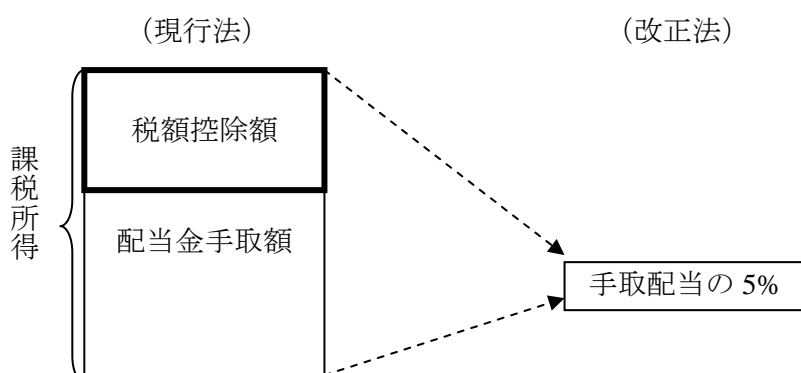 （現行法）
（改正法）
税額控除額
課税所得
配当金手取額
手取配当の 5%